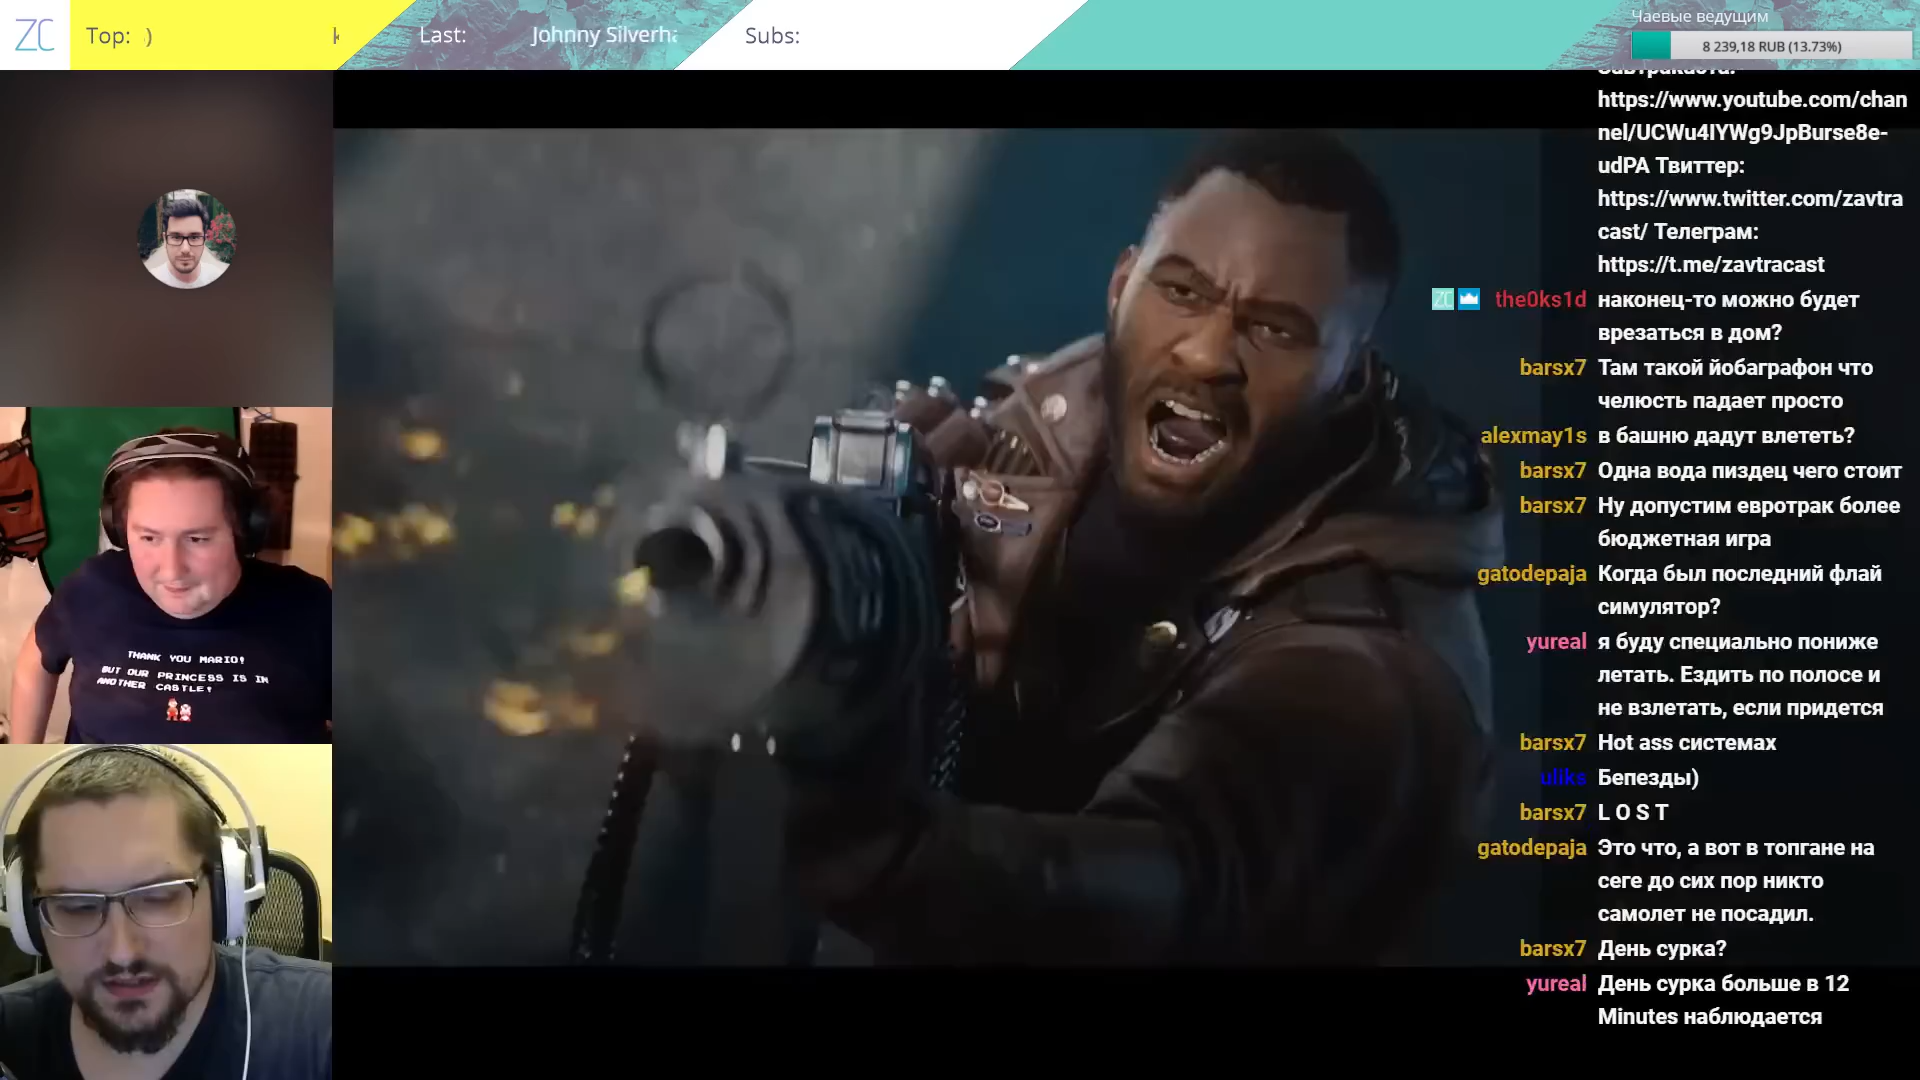 ZC
Top: )
k
Last:
Johnny Silverha
Subs:
Чаевые ведущим
8 239,18 RUB (13.73%)
https://www.youtube.com/chan
nel/UCWu4IYWg9JpBurse8e-
udPA Твиттер:
https://www.twitter.com/zavtra
cast/ Телеграм:
https://t.me/zavtracast
ZC the0ks1d наконец-то можно будет
врезаться в дом?
barsx7 Там такой йобаграфон что
челюсть падает просто
alexmay1s в башню дадут влететь?
barsx7 Одна вода пиздец чего стоит
barsx7 Ну допустим евротрак более
бюджетная игра
gatodepaja Когда был последний флай
симулятор?
yureal я буду специально пониже
летать. Ездить по полосе и
не взлетать, если придется
barsx7 Hot ass системах
uliks Бепезды)
barsx7 L O S T
gatodepaja Это что, а вот в топгане на
сеге до сих пор никто
самолет не посадил.
barsx7 День сурка?
yureal День сурка больше в 12
Minutes наблюдается
THANK YOU MARIO!
BUT OUR PRINCESS IS IN
ANOTHER CASTLE!